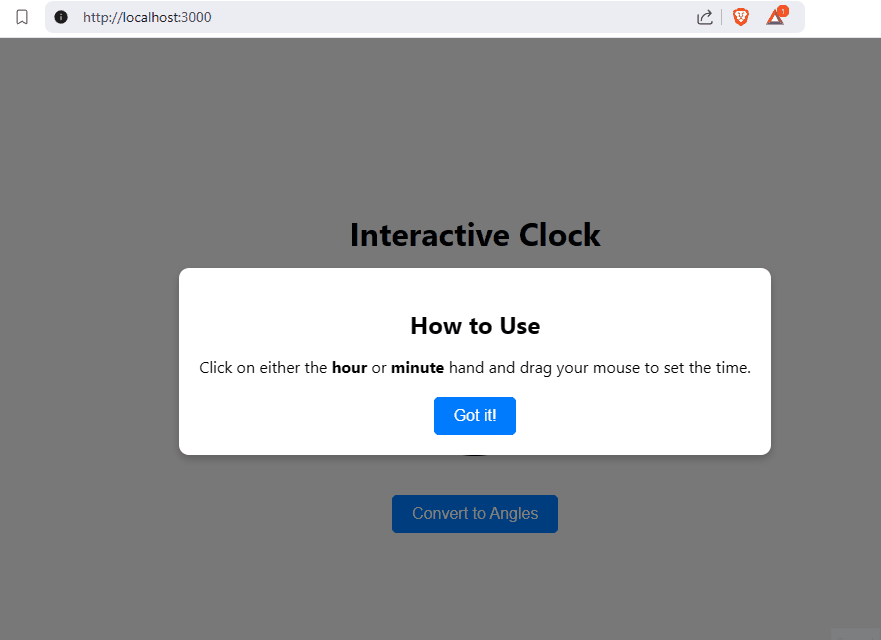 http://localhost:3000
1
Interactive Clock
How to Use
Click on either the hour or minute hand and drag your mouse to set the time.
Got it!
Convert to Angles